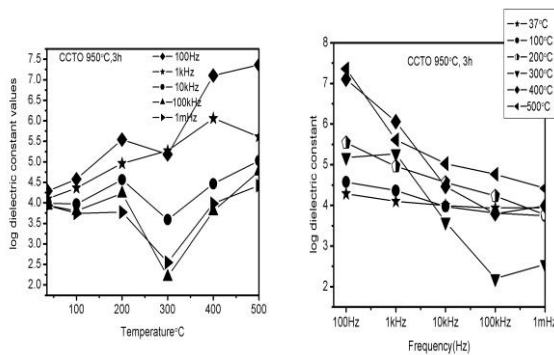 CCTO 950°C,3h
100Hz
1kHz
10kHz
100kHz
1mHz
log dielectric constant values
7.5
7.0
6.5
6.0
5.5
5.0
4.5
4.0
3.5
3.0
2.5
2.0
100
200
300
400
500
Temperature°C
37°C
100°C
200°C
300°C
400°C
500°C
CCTO 950°C, 3h
log dielectric constant
8
7
6
5
4
2
100Hz
1kHz
10kHz
100kHz
1mHz
Frequency(Hz)